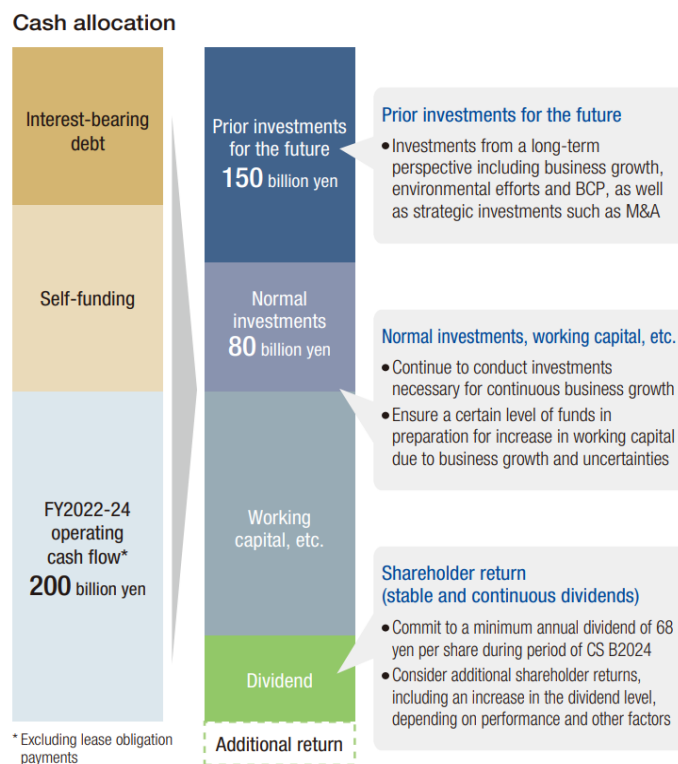 Cash allocation
Interest-bearing
debt
Self-funding
FY2022-24
operating
cash flow*
200 billion yen
* Excluding lease obligation
payments
Prior investments
for the future
150 billion yen
Normal
investments
80 billion yen
Working
capital, etc.
Dividend
Additional return
Prior investments for the future
● Investments from a long-term
perspective including business growth,
environmental efforts and BCP, as well
as strategic investments such as M&A
Normal investments, working capital, etc.
● Continue to conduct investments
necessary for continuous business growth
● Ensure a certain level of funds in
preparation for increase in working capital
due to business growth and uncertainties
Shareholder return
(stable and continuous dividends)
● Commit to a minimum annual dividend of 68
yen per share during period of CS B2024
● Consider additional shareholder returns,
including an increase in the dividend level,
depending on performance and other factors